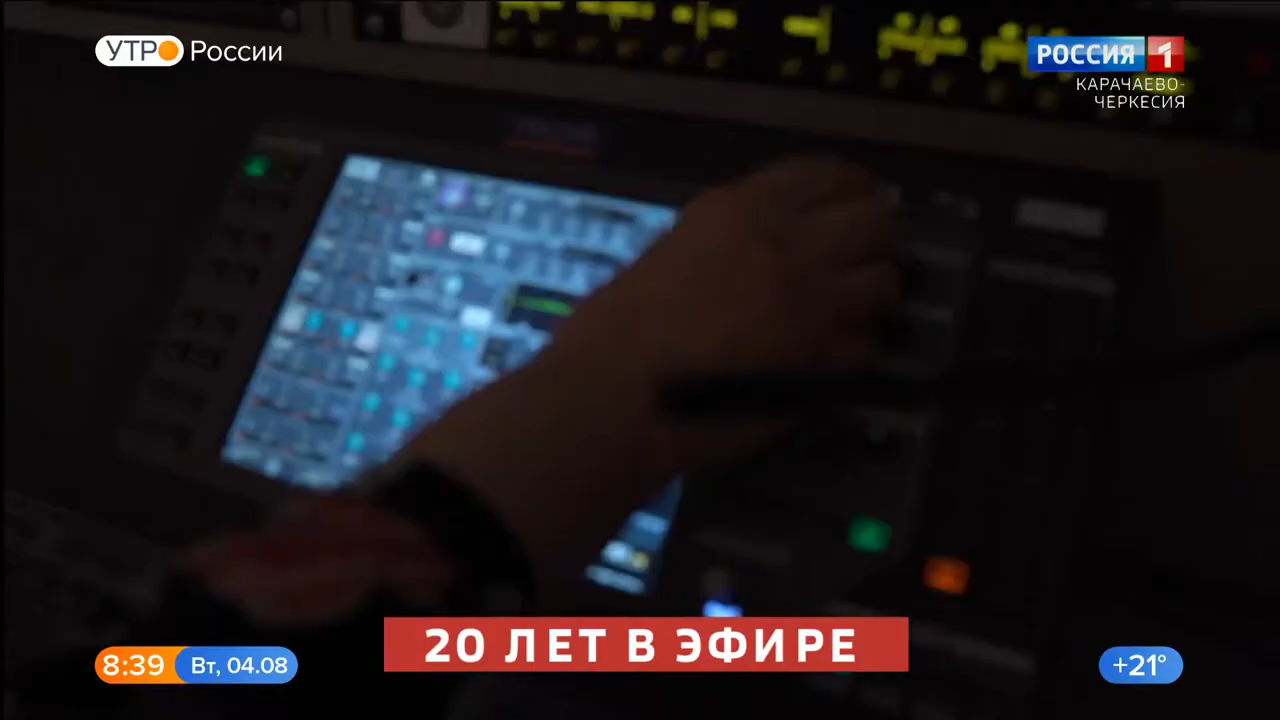 УТРО России
РОССИЯ 1
КАРАЧАЕВО-
ЧЕРКЕСИЯ
20 ЛЕТ В ЭФИРЕ
8:39 Вт, 04.08
+21°